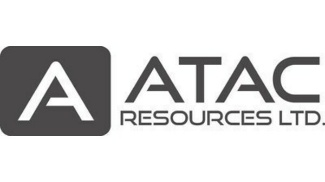 A
ATAC
RESOURCES LTD.